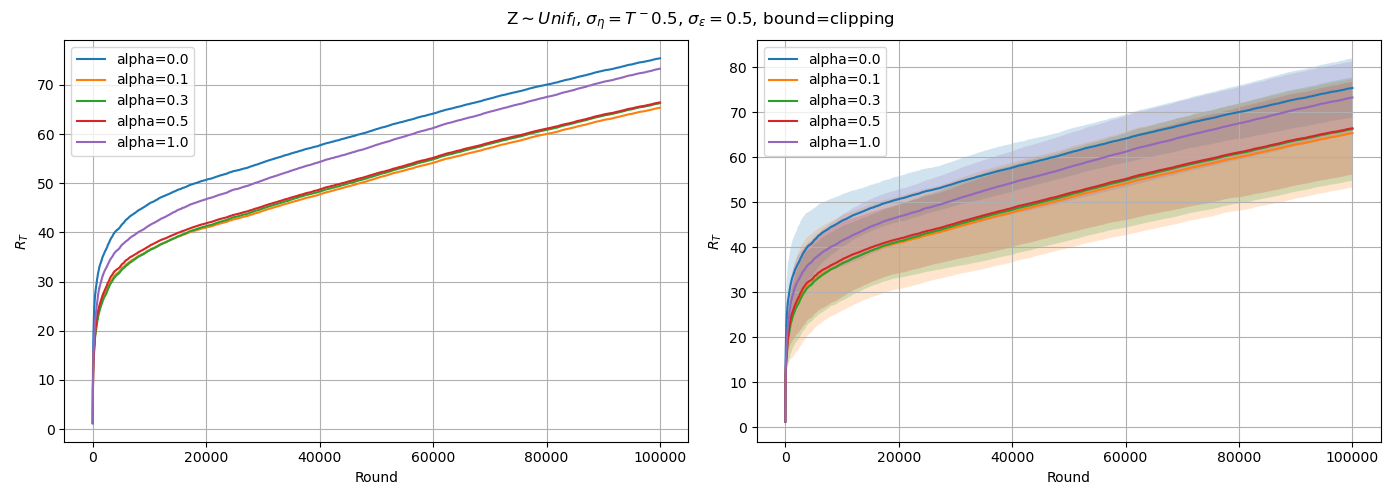 Z ∼ Unif_I, σ_η = T⁻0.5, σ_ε = 0.5, bound=clipping
alpha=0.0
alpha=0.1
alpha=0.3
alpha=0.5
alpha=1.0
R_T
70
60
50
40
30
20
10
0
0 20000 40000 60000 80000 100000
Round
alpha=0.0
alpha=0.1
alpha=0.3
alpha=0.5
alpha=1.0
R_T
80
70
60
50
40
30
20
10
0
0 20000 40000 60000 80000 100000
Round